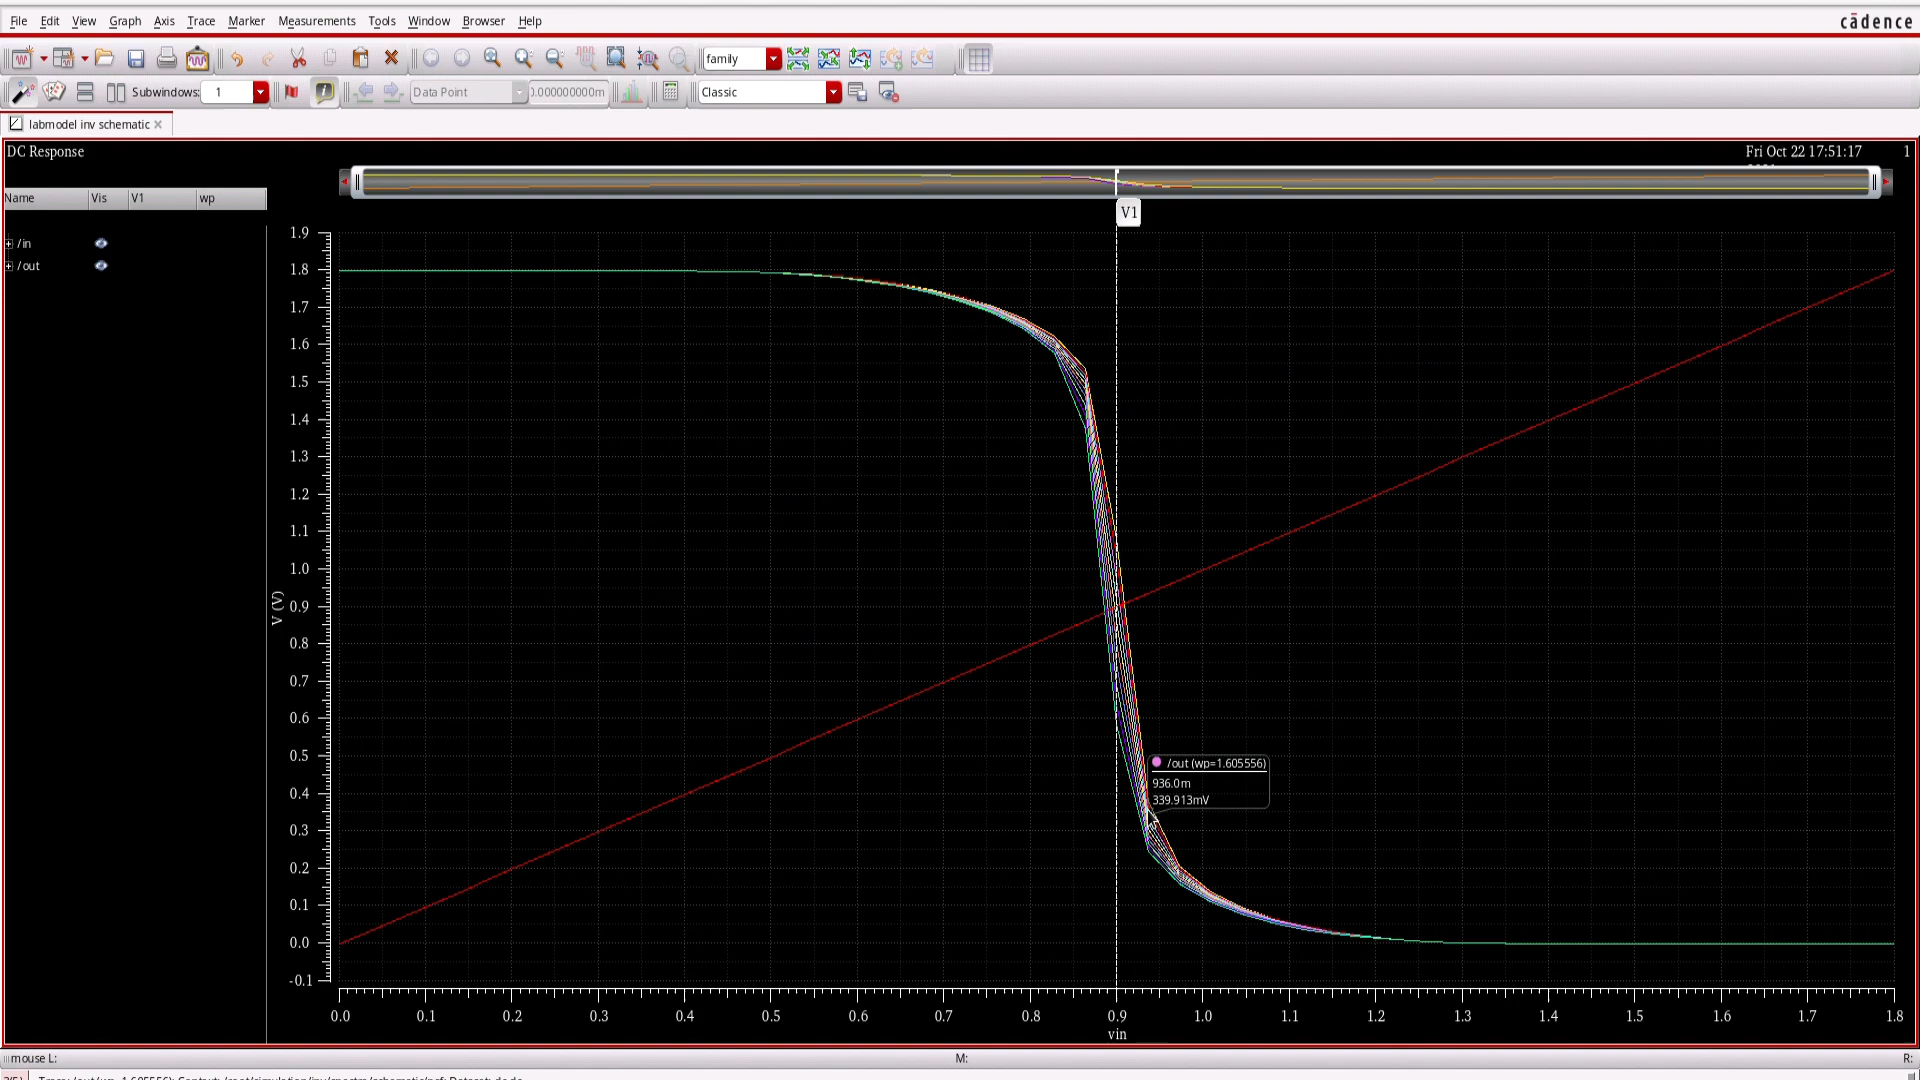 File Edit View Graph Axis Trace Marker Measurements Tools Window Browser Help
cādence
family
Subwindows: 1
Data Point
0.000000000m
Classic
labmodel inv schematic
DC Response
Fri Oct 22 17:51:17
1
Name Vis V1 wp
/in
/out
V1
1.9
1.8
1.7
1.6
1.5
1.4
1.3
1.2
1.1
1.0
0.9
0.8
0.7
0.6
0.5
0.4
0.3
0.2
0.1
0.0
-0.1
V (V)
/out (wp=1.605556)
936.0m
339.913mV
0.0 0.1 0.2 0.3 0.4 0.5 0.6 0.7 0.8 0.9 1.0 1.1 1.2 1.3 1.4 1.5 1.6 1.7 1.8
vin
mouse L: M: R: